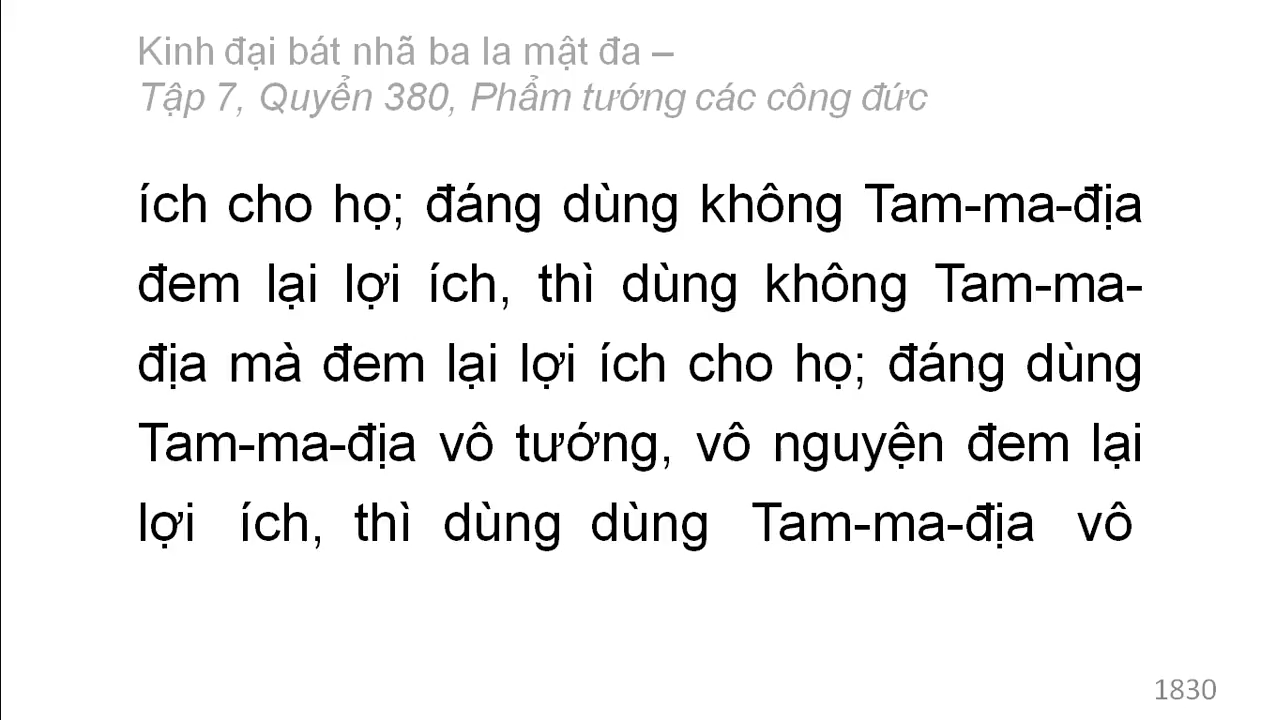 Kinh đại bát nhã ba la mật đa –
Tập 7, Quyển 380, Phẩm tướng các công đức
ích cho họ; đáng dùng không Tam-ma-địa
đem lại lợi ích, thì dùng không Tam-ma-
địa mà đem lại lợi ích cho họ; đáng dùng
Tam-ma-địa vô tướng, vô nguyện đem lại
lợi ích, thì dùng dùng Tam-ma-địa vô
1830